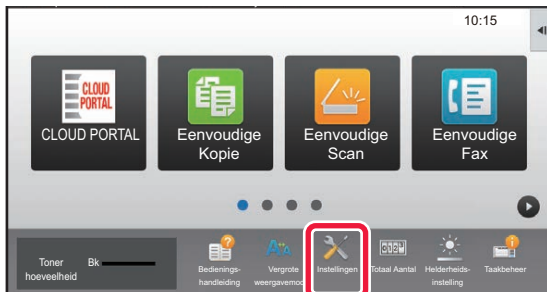 10:15
CLOUD
PORTAL
CLOUD PORTAL
Eenvoudige
Kopie
Eenvoudige
Scan
Eenvoudige
Fax
Toner
hoeveelheid
Bk
Bedienings-
handleiding
Vergrote
weergavemod
Instellingen
Totaal Aantal
Helderheids-
instelling
Taakbeheer